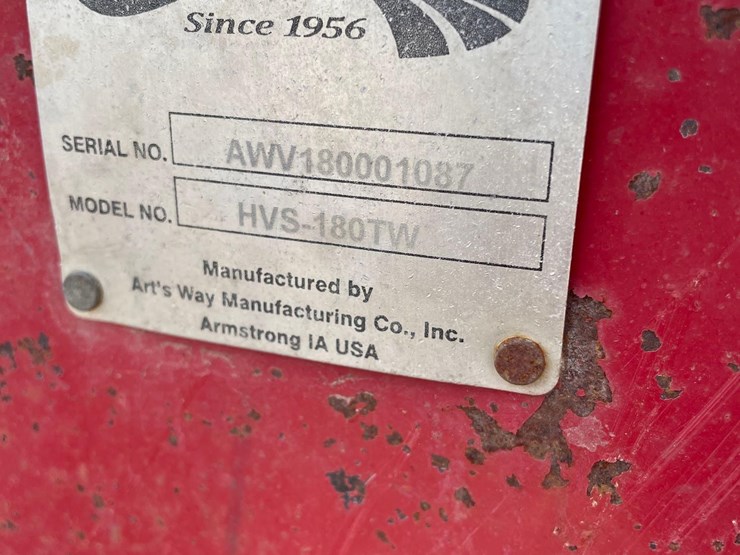 Since 1956
SERIAL NO. AWV180001087
MODEL NO. HVS-180TW
Manufactured by
Art's Way Manufacturing Co., Inc.
Armstrong IA USA